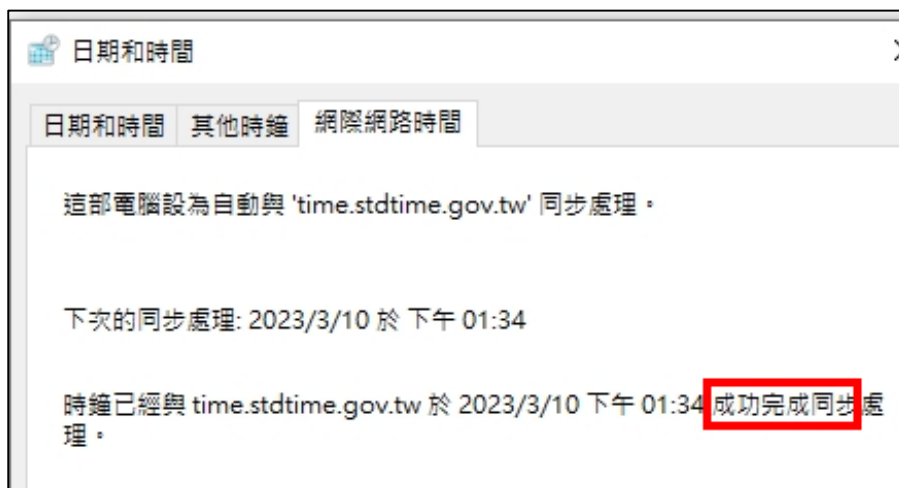 日期和時間
日期和時間 其他時鐘 網際網路時間
這部電腦設為自動與 'time.stdtime.gov.tw' 同步處理。
下次的同步處理: 2023/3/10 於 下午 01:34
時鐘已經與 time.stdtime.gov.tw 於 2023/3/10 下午 01:34 成功完成同步處
理。